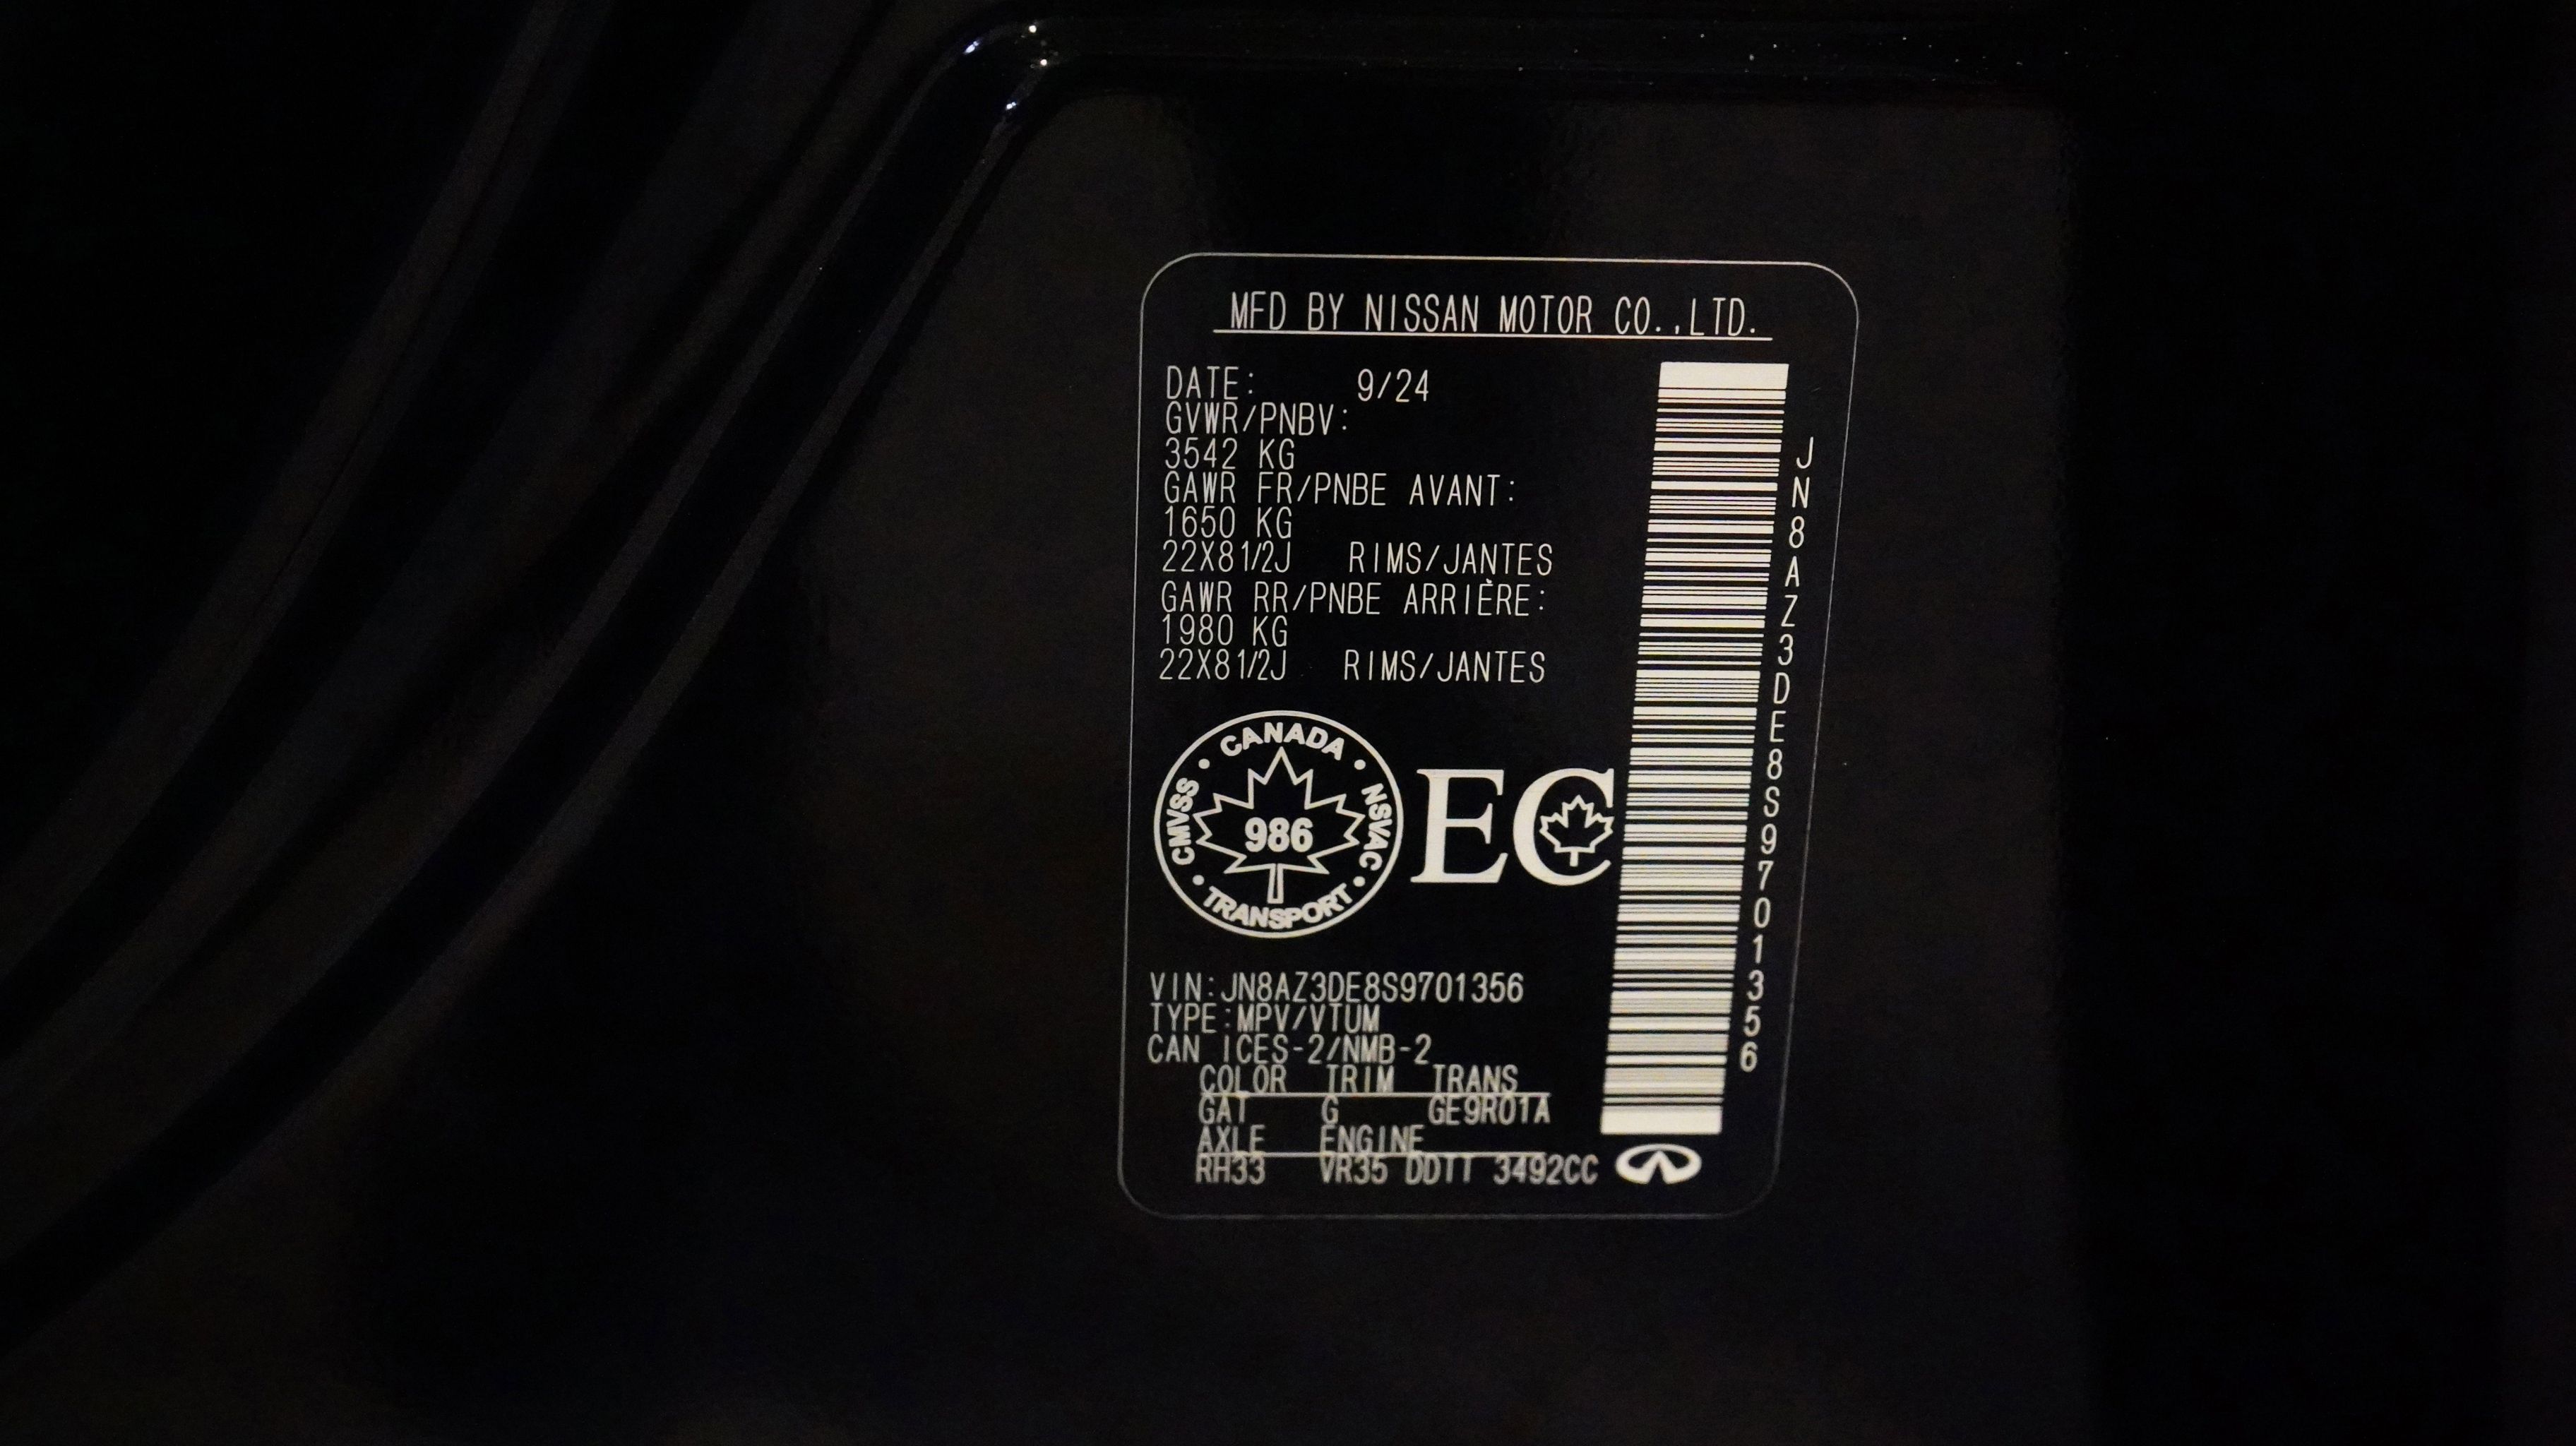 MFD BY NISSAN MOTOR CO.,LTD.
DATE: 9/24
GVWR/PNBV:
3542 KG
GAWR FR/PNBE AVANT:
1650 KG
22X81/2J RIMS/JANTES
GAWR RR/PNBE ARRIÈRE:
1980 KG
22X81/2J RIMS/JANTES
CANADA
CMVSS
NSVAC
986
TRANSPORT
EC
VIN:JN8AZ3DE8S9701356
TYPE:MPV/VTUM
CAN ICES-2/NMB-2
COLOR TRIM TRANS
GAT G GE9R01A
AXLE ENGINE
RH33 VR35 DDTT 3492CC
JN8AZ3DE8S9701356